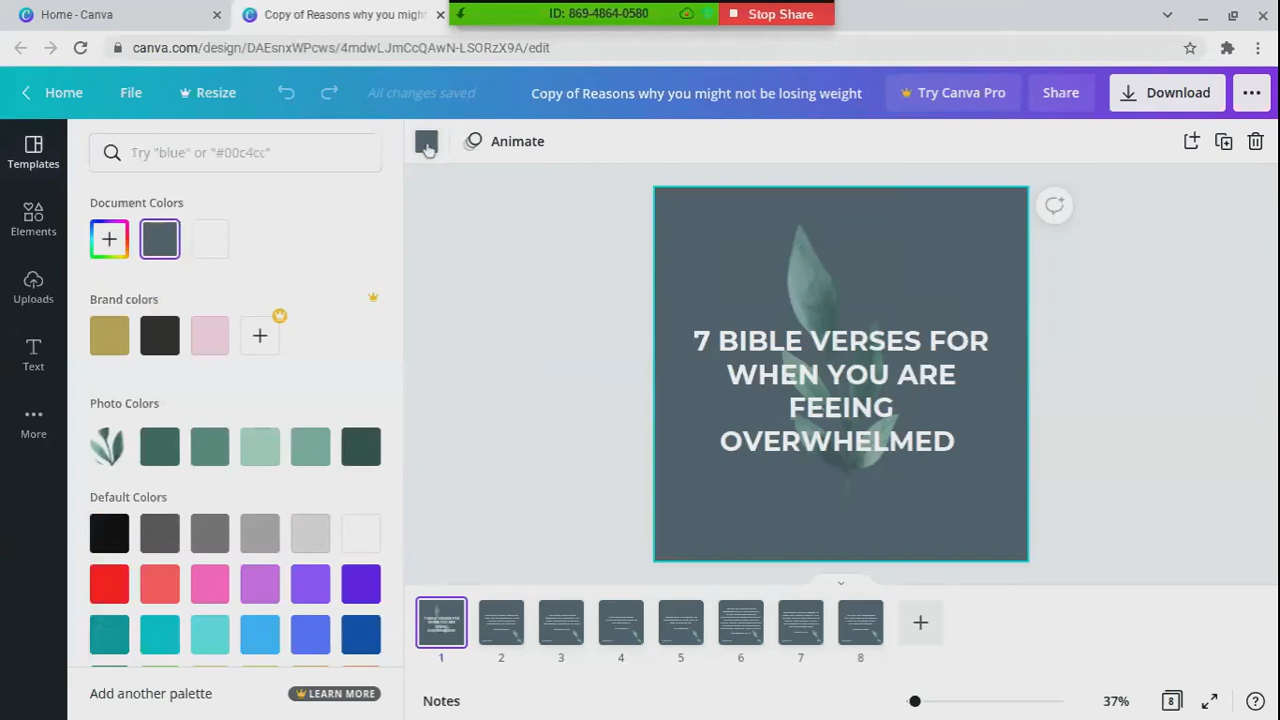 Home - Canva
Copy of Reasons why you migh
ID: 869-4864-0580
Stop Share
canva.com/design/DAEsnxWPcws/4mdwLJmCcQAwN-LSORzX9A/edit
Home
File
Resize
All changes saved
Copy of Reasons why you might not be losing weight
Try Canva Pro
Share
Download
Templates
Elements
Uploads
Text
More
Try "blue" or "#00c4cc"
Document Colors
Brand colors
Photo Colors
Default Colors
Add another palette
LEARN MORE
Animate
7 BIBLE VERSES FOR
WHEN YOU ARE
FEEING
OVERWHELMED
1
2
3
4
5
6
7
8
Notes
37%
8